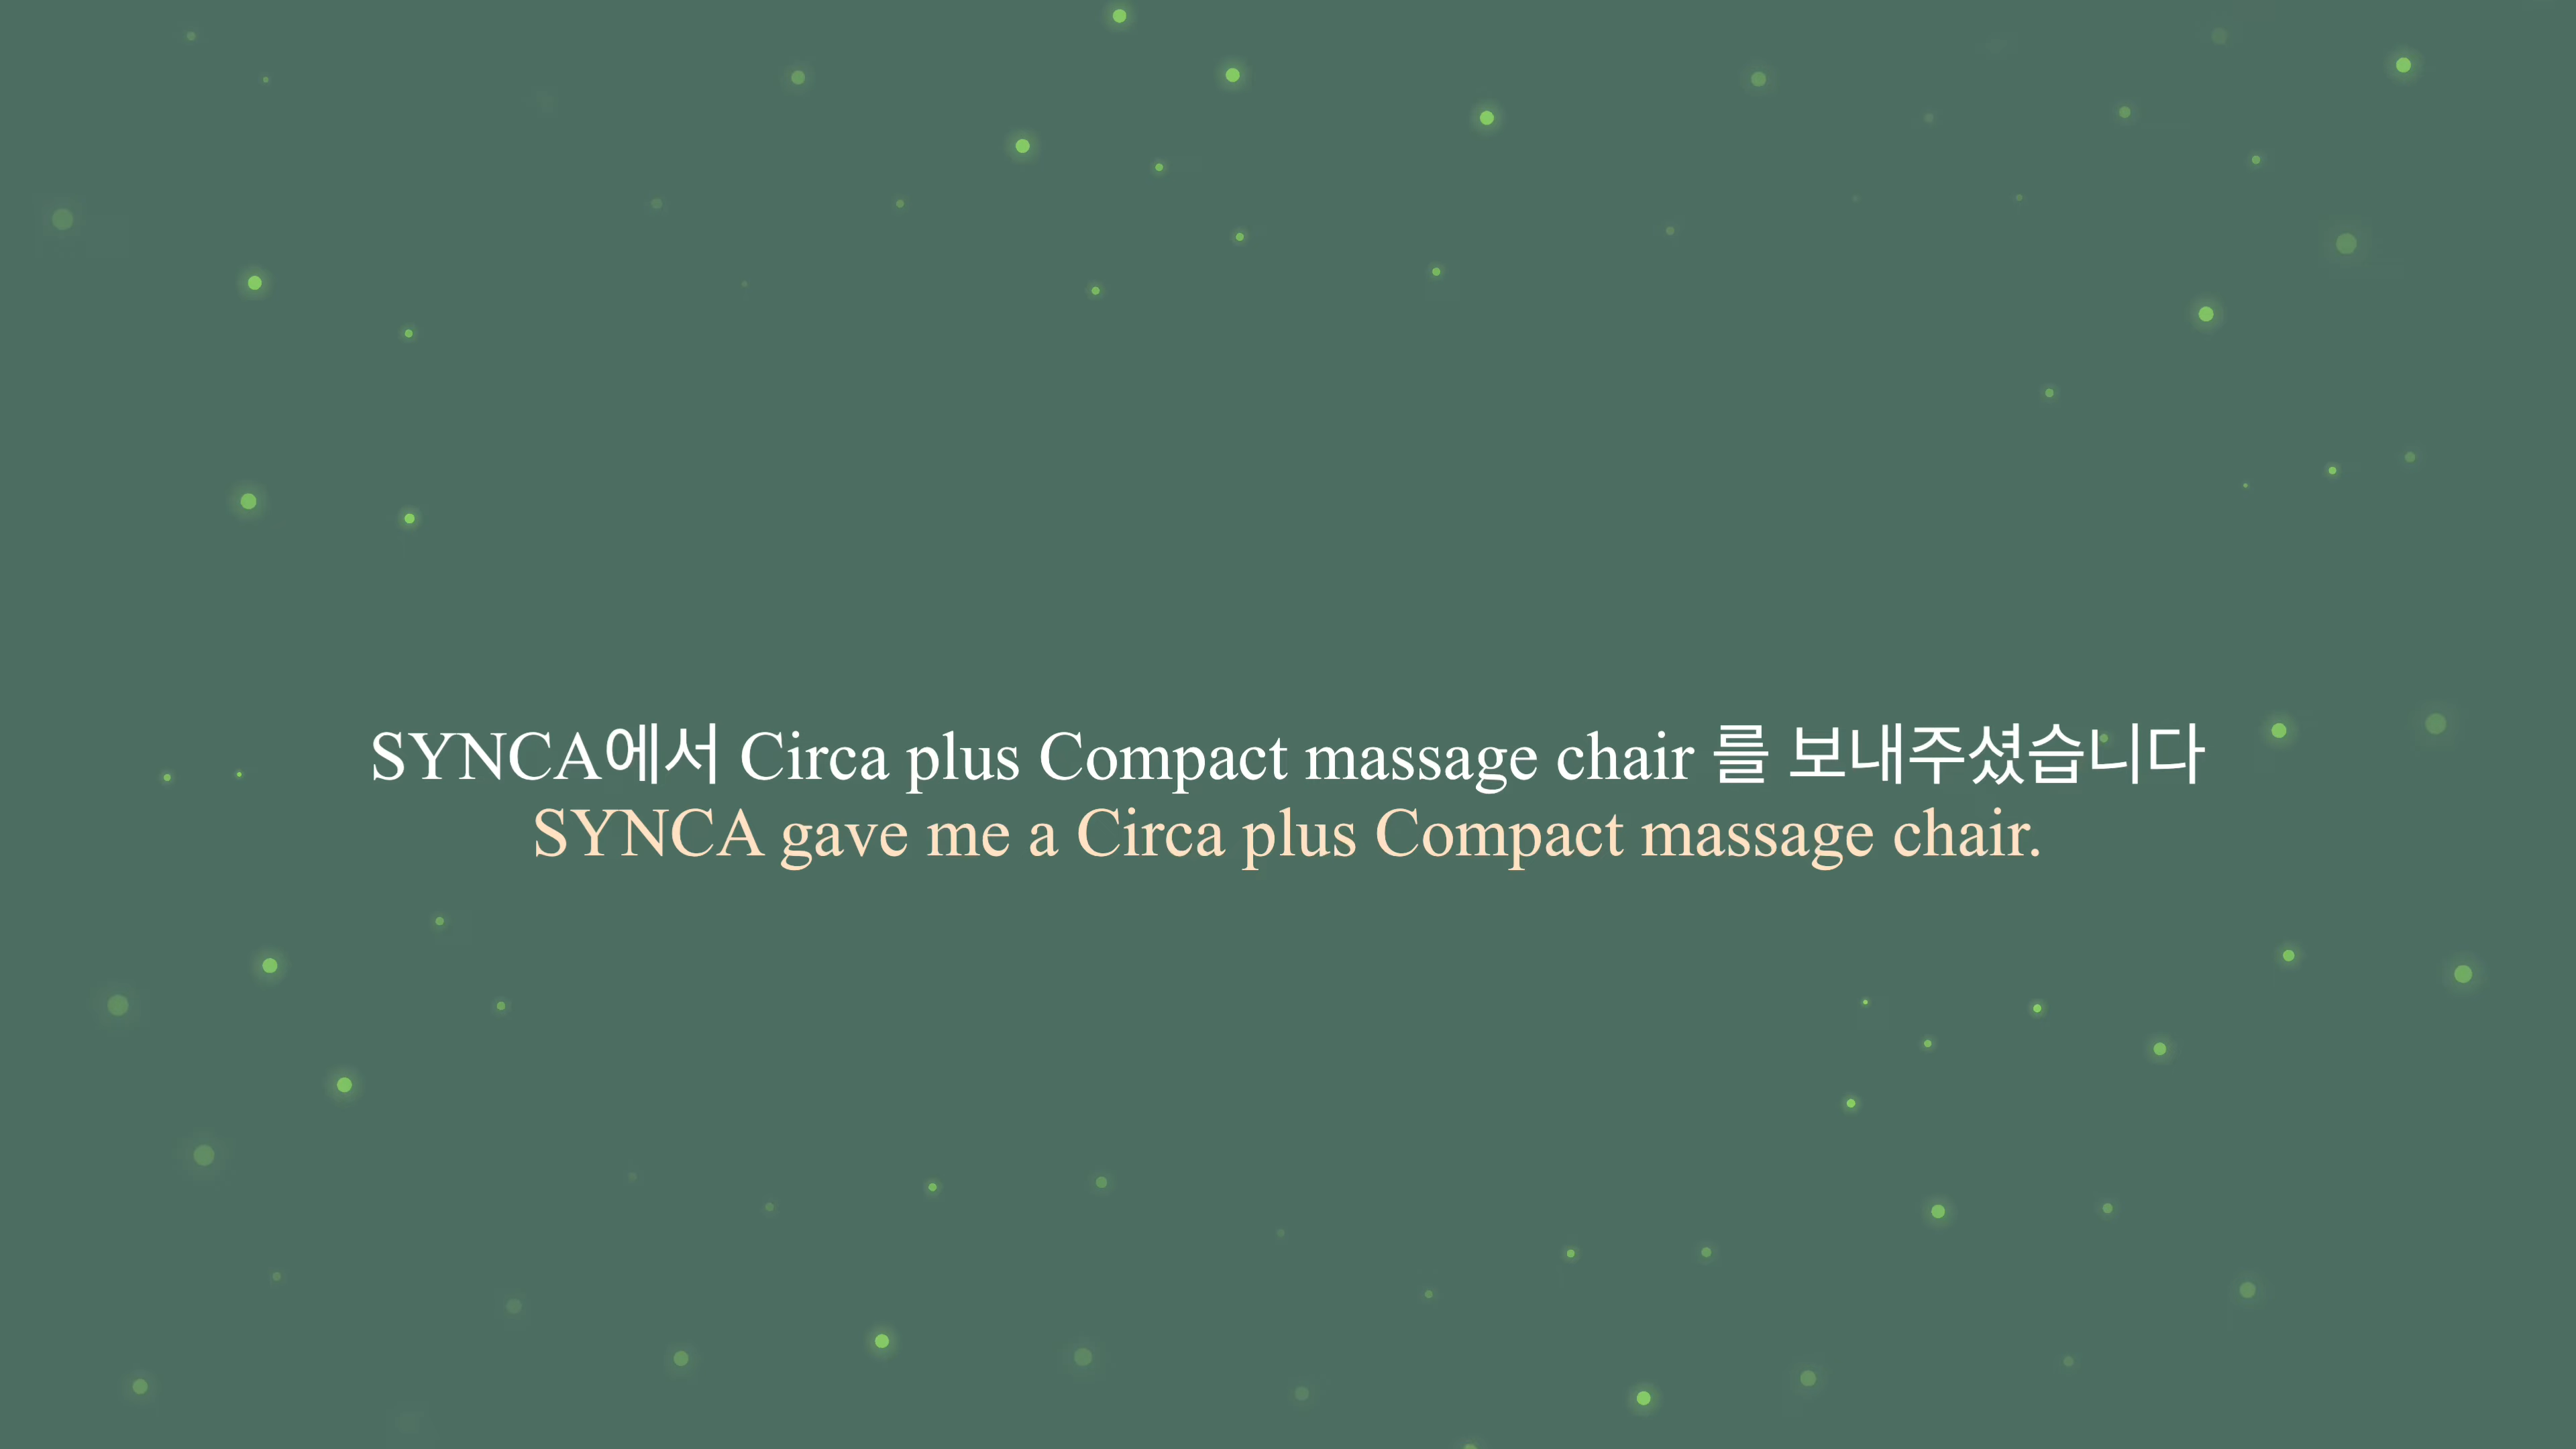 SYNCA에서 Circa plus Compact massage chair 를 보내주셨습니다
SYNCA gave me a Circa plus Compact massage chair.